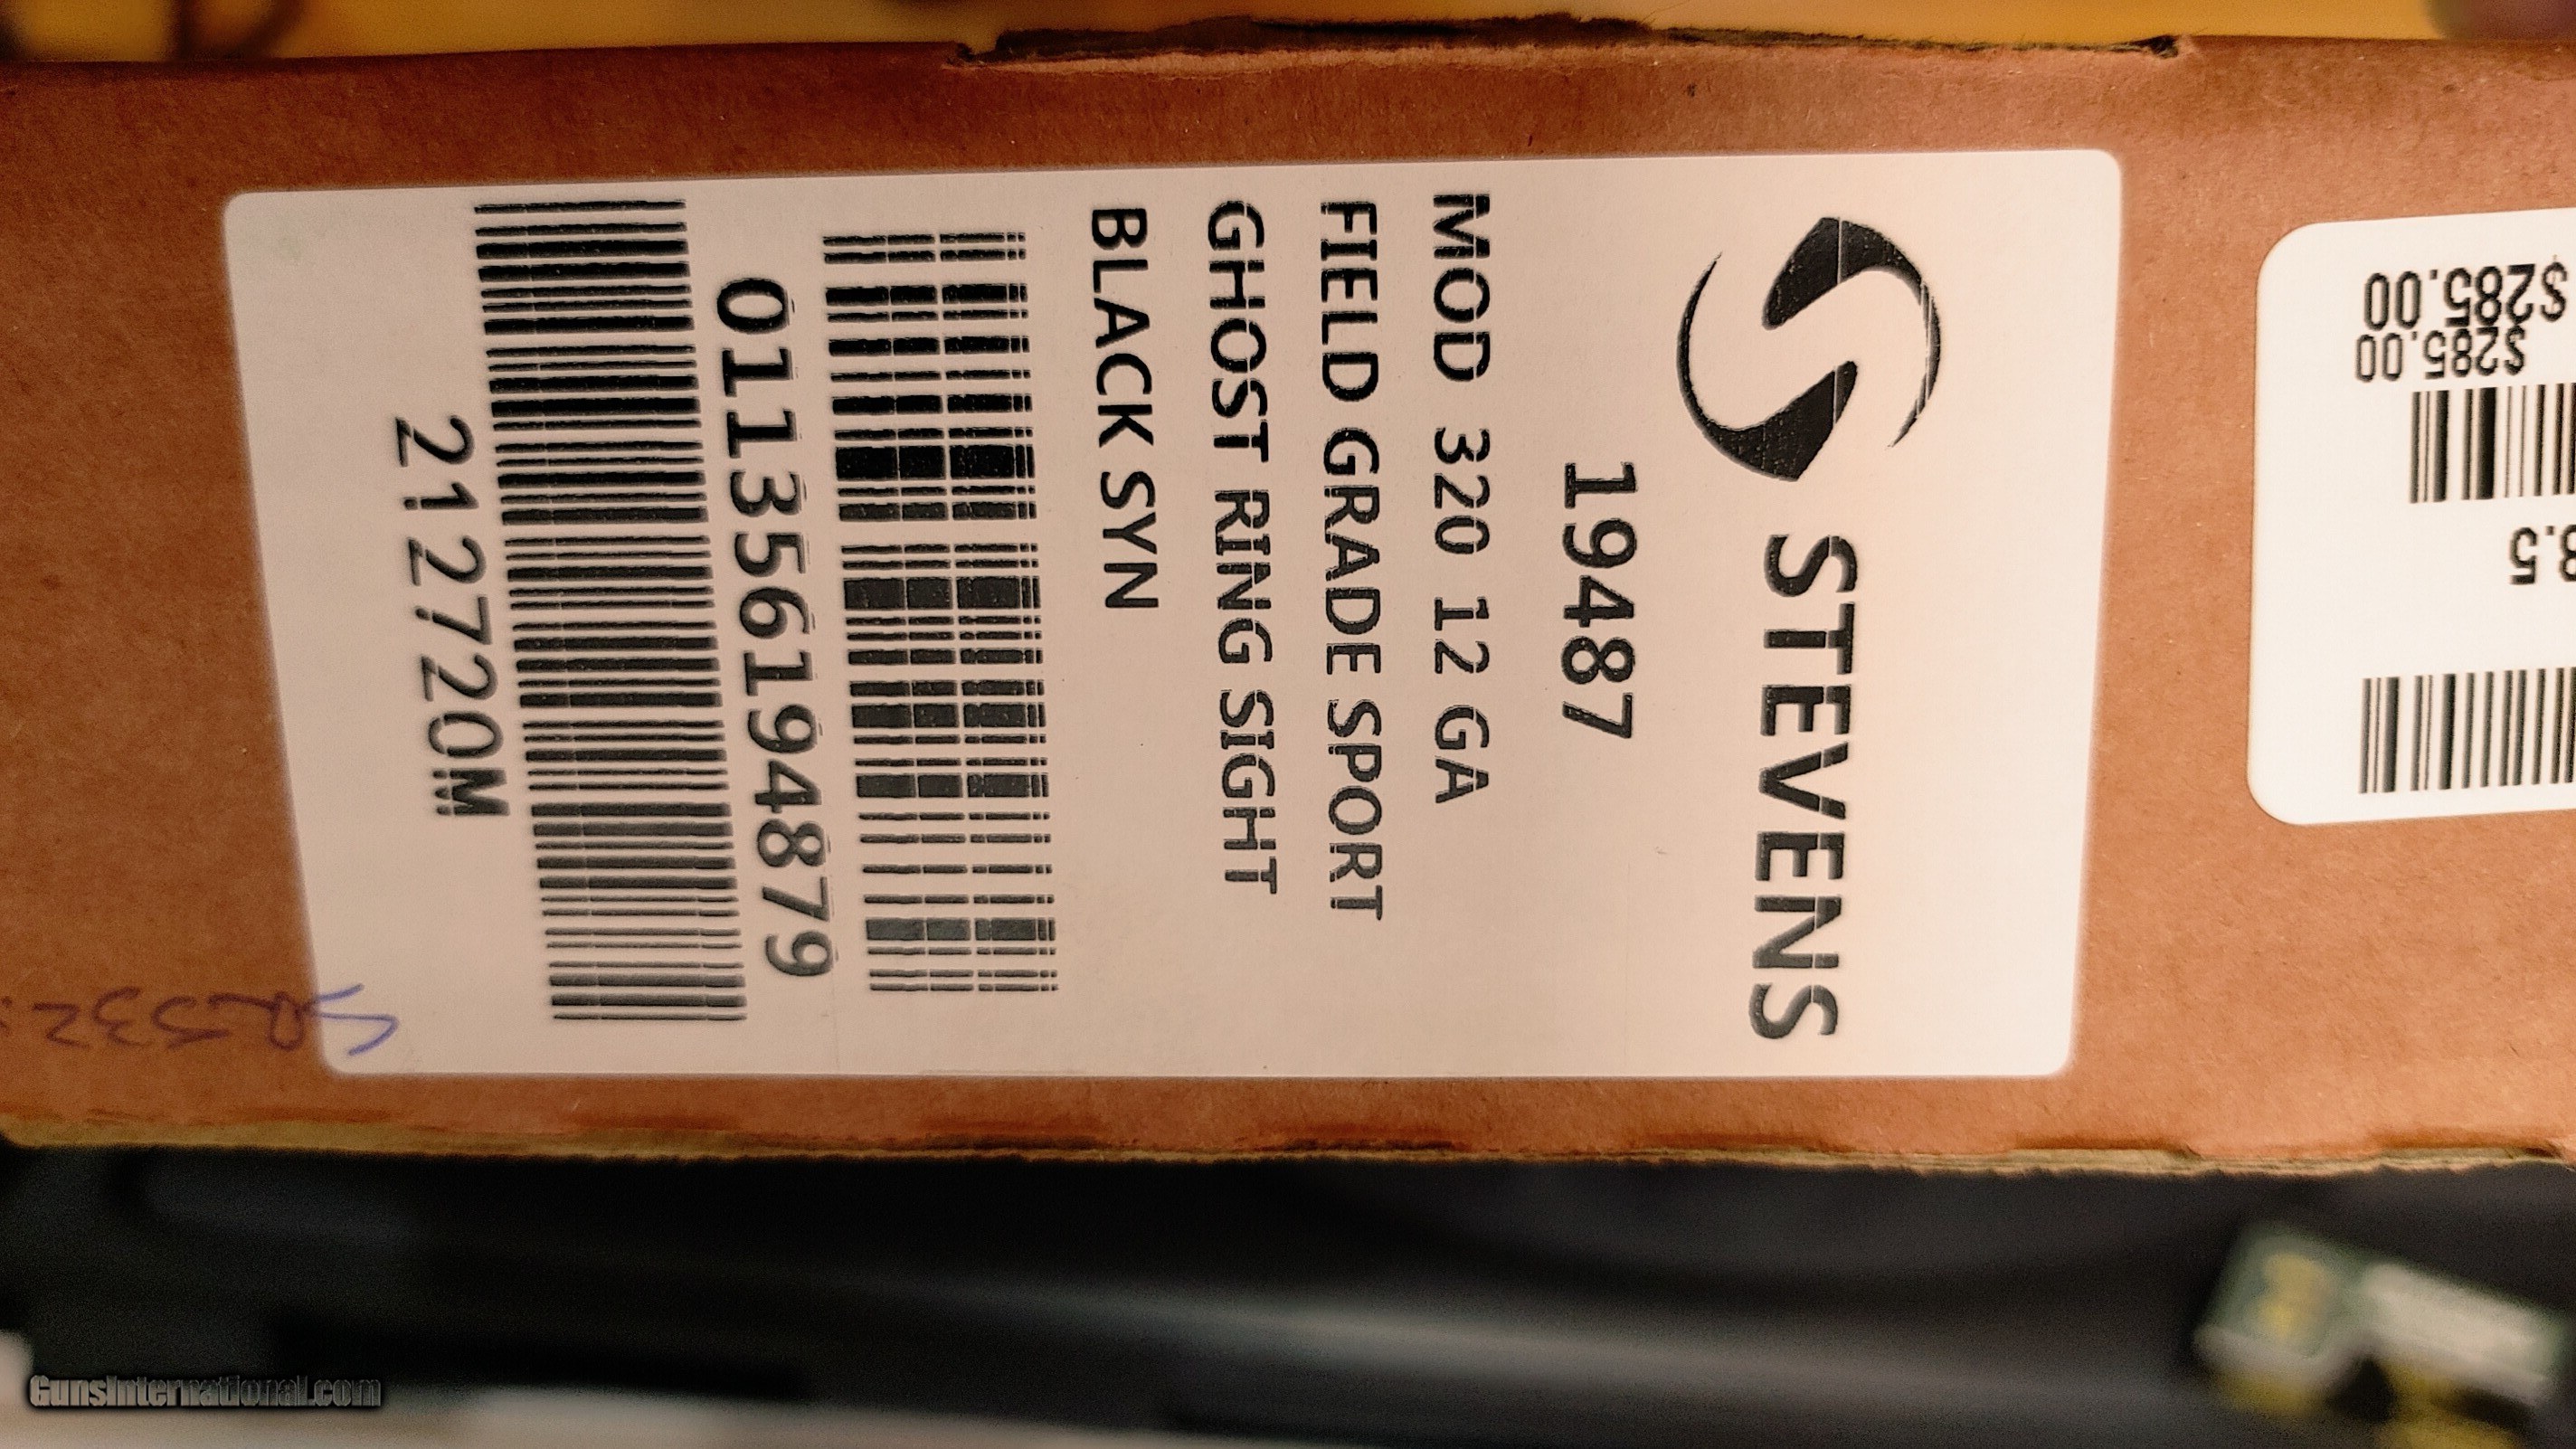 STEVENS
19487
MOD 320 12 GA
FIELD GRADE SPORT
GHOST RING SIGHT
BLACK SYN
011356194879
212720M
$285.00
$285.00
GunsInternational.com